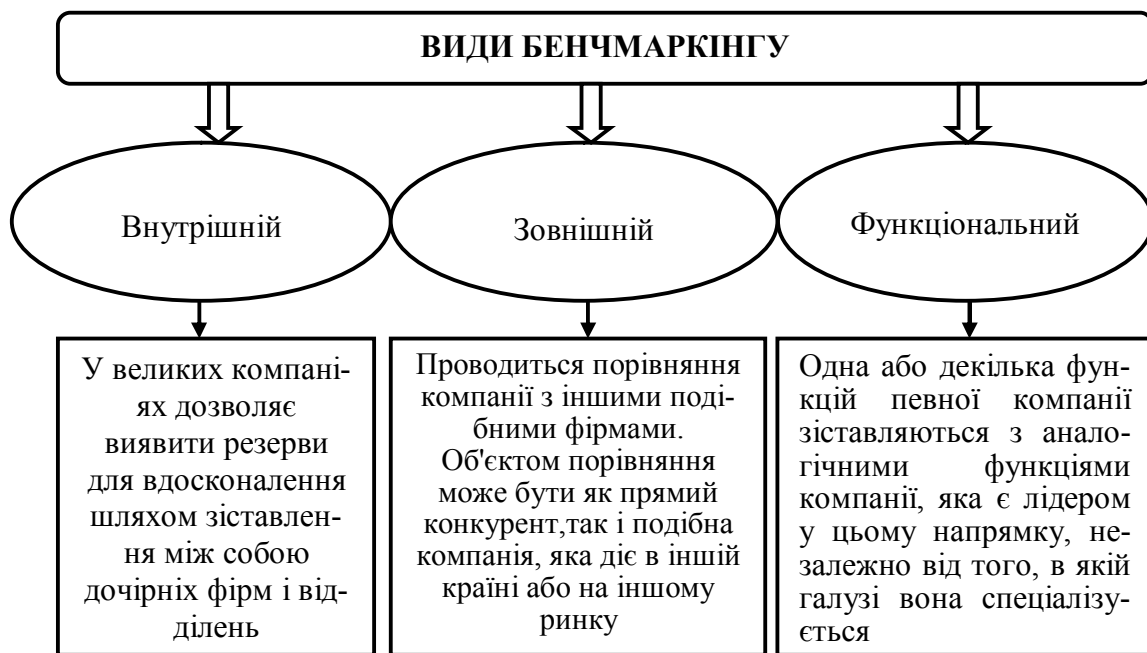 ВИДИ БЕНЧМАРКІНГУ
Внутрішній
Зовнішній
Функціональний
У великих компані-
ях дозволяє
виявити резерви
для вдосконалення
шляхом зіставлен-
ня між собою
дочірніх фірм і від-
ділень
Проводиться порівняння
компанії з іншими поді-
бними фірмами.
Об'єктом порівняння
може бути як прямий
конкурент,так і подібна
компанія, яка діє в іншій
країні або на іншому
ринку
Одна або декілька фун-
кцій певної компанії
зіставляються з анало-
гічними функціями
компанії, яка є лідером
у цьому напрямку, не-
залежно від того, в якій
галузі вона спеціалізу-
ється